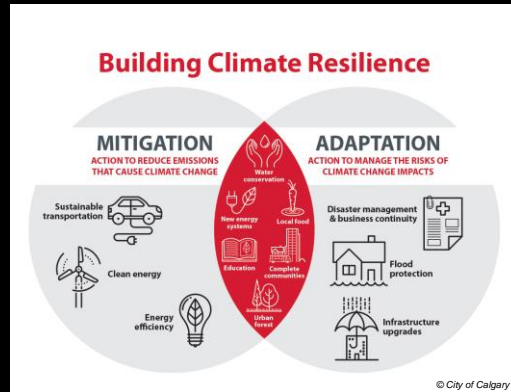 Building Climate Resilience
MITIGATION
ACTION TO REDUCE EMISSIONS
THAT CAUSE CLIMATE CHANGE
Sustainable
transportation
Clean energy
Energy
efficiency
Water
conservation
New energy
systems
Local food
Education
Complete
communities
Urban
forest
ADAPTATION
ACTION TO MANAGE THE RISKS OF
CLIMATE CHANGE IMPACTS
Disaster management
& business continuity
Flood
protection
Infrastructure
upgrades
© City of Calgary